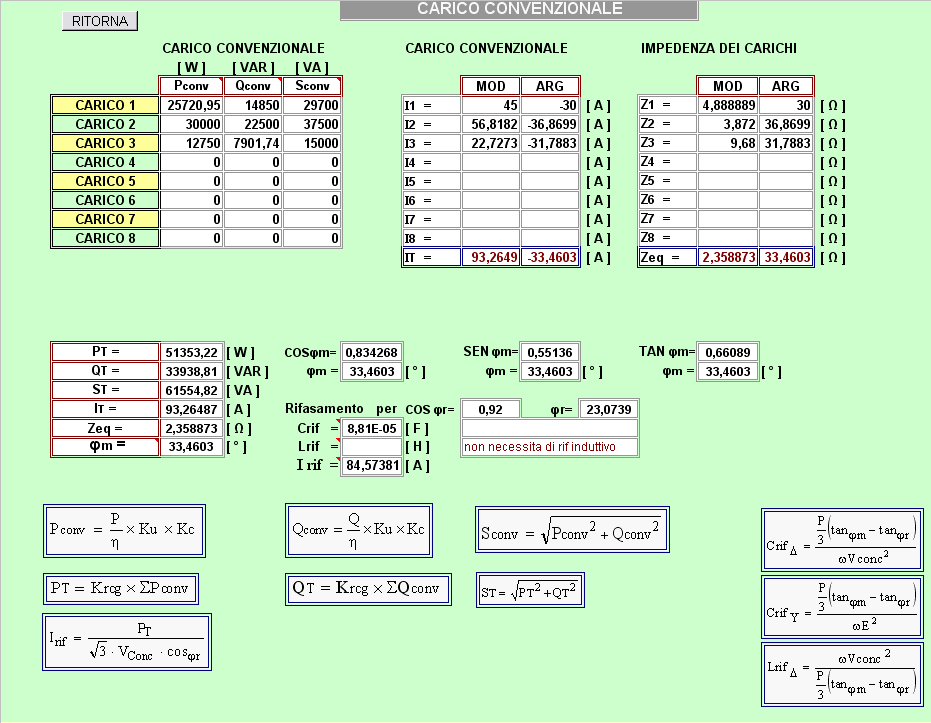 CARICO CONVENZIONALE
RITORNA
CARICO CONVENZIONALE CARICO CONVENZIONALE IMPEDENZA DEI CARICHI
[ W ] [ VAR ] [ VA ]
Pconv Qconv Sconv MOD ARG MOD ARG
CARICO 1 25720,95 14850 29700 I1 = 45 -30 [ A ] Z1 = 4,888889 30 [ Ω ]
CARICO 2 30000 22500 37500 I2 = 56,8182 -36,8699 [ A ] Z2 = 3,872 36,8699 [ Ω ]
CARICO 3 12750 7901,74 15000 I3 = 22,7273 -31,7883 [ A ] Z3 = 9,68 31,7883 [ Ω ]
CARICO 4 0 0 0 I4 = [ A ] Z4 = [ Ω ]
CARICO 5 0 0 0 I5 = [ A ] Z5 = [ Ω ]
CARICO 6 0 0 0 I6 = [ A ] Z6 = [ Ω ]
CARICO 7 0 0 0 I7 = [ A ] Z7 = [ Ω ]
CARICO 8 0 0 0 I8 = [ A ] Z8 = [ Ω ]
IT = 93,2649 -33,4603 [ A ] Zeq = 2,358873 33,4603 [ Ω ]
PT = 51353,22 [ W ] COSφm= 0,834268 SEN φm= 0,55136 TAN φm= 0,66089
QT = 33938,81 [ VAR ] φm = 33,4603 [ ° ] φm = 33,4603 [ ° ] φm = 33,4603 [ ° ]
ST = 61554,82 [ VA ]
IT = 93,26487 [ A ] Rifasamento per COS φr= 0,92 φr= 23,0739
Zeq = 2,358873 [ Ω ] Crif = 8,81E-05 [ F ]
φm = 33,4603 [ ° ] Lrif = [ H ] non necessita di rif induttivo
I rif = 84,57381 [ A ]
Pconv = P/η × Ku × Kc
Qconv = Q/η × Ku × Kc
Sconv = √(Pconv² + Qconv²)
Crif Δ = P/3 (tanφm − tanφr) / ωVconc²
PT = Krcg × ΣPconv
QT = Krcg × ΣQconv
ST = √(PT² + QT²)
Crif Y = P/3 (tanφm − tanφr) / ωE²
Irif = PT / √3 · VConc · cosφr
Lrif Δ = ωVconc² / P/3 (tanφm − tanφr)